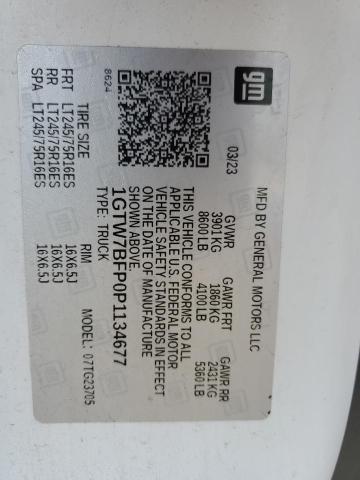 gm
MFD BY GENERAL MOTORS LLC
03/23
GVWR GAWR FRT GAWR RR
3901 KG 1860 KG 2431 KG
8600 LB 4100 LB 5360 LB
THIS VEHICLE CONFORMS TO ALL
APPLICABLE U.S. FEDERAL MOTOR
VEHICLE SAFETY STANDARDS IN EFFECT
ON THE DATE OF MANUFACTURE
SHOWN ABOVE.
1GTW7BFP0P1134677
TYPE: TRUCK
8624
MODEL: 07TG23705
TIRE SIZE RIM
FRT LT245/75R16ES 16X6.5J
RR LT245/75R16ES 16X6.5J
SPA LT245/75R16ES 16X6.5J